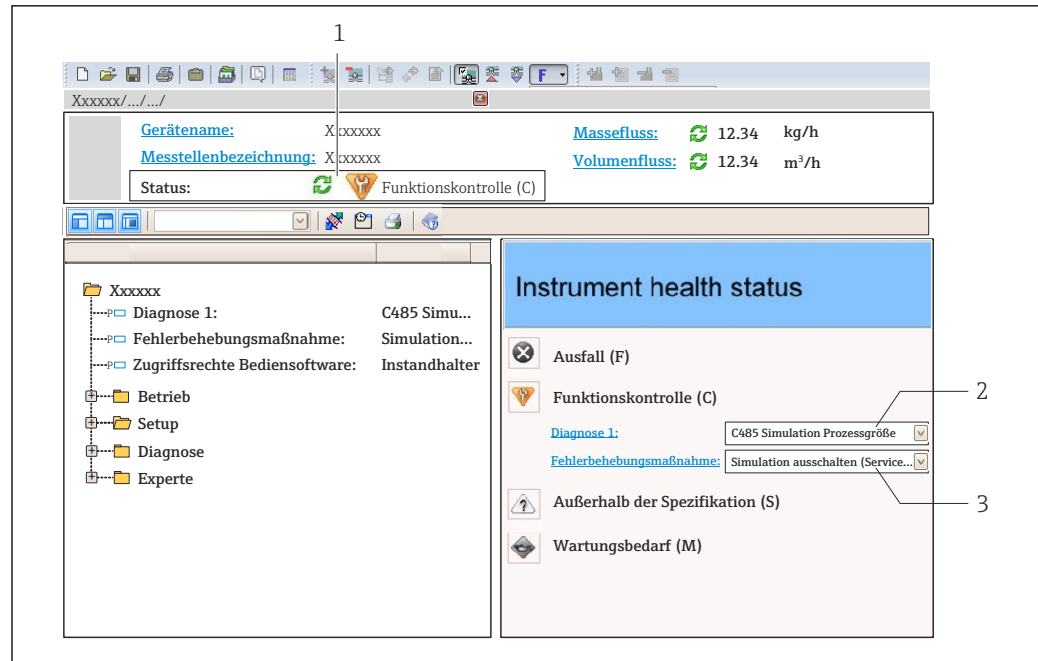 1
F
Xxxxxx/.../.../
Gerätename: Xxxxxxx
Massefluss: 12.34 kg/h
Messtellenbezeichnung: Xxxxxxx
Volumenfluss: 12.34 m³/h
Status: Funktionskontrolle (C)
Xxxxxx
Diagnose 1: C485 Simu...
Fehlerbehebungsmaßnahme: Simulation...
Zugriffsrechte Bediensoftware: Instandhalter
Betrieb
Setup
Diagnose
Experte
Instrument health status
Ausfall (F)
Funktionskontrolle (C)
2
Diagnose 1: C485 Simulation Prozessgröße
Fehlerbehebungsmaßnahme: Simulation ausschalten (Service...
Außerhalb der Spezifikation (S)
3
Wartungsbedarf (M)